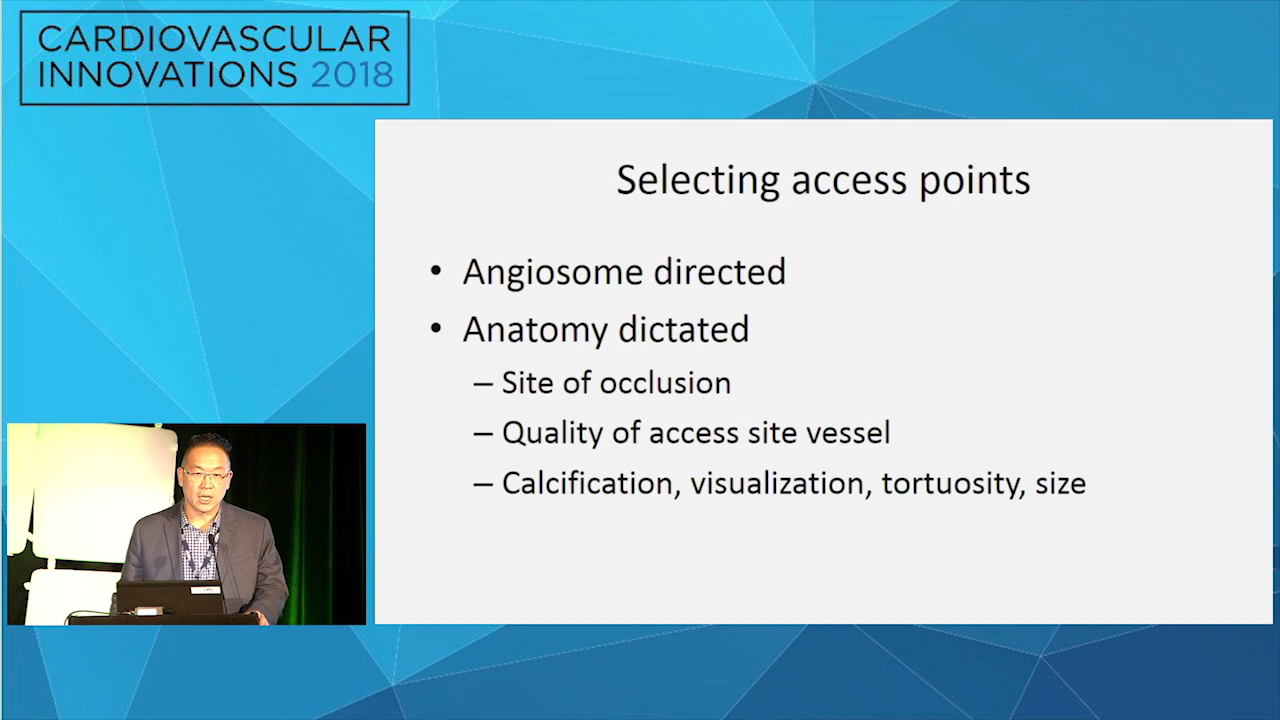 CARDIOVASCULAR
INNOVATIONS 2018
Selecting access points
• Angiosome directed
• Anatomy dictated
– Site of occlusion
– Quality of access site vessel
– Calcification, visualization, tortuosity, size